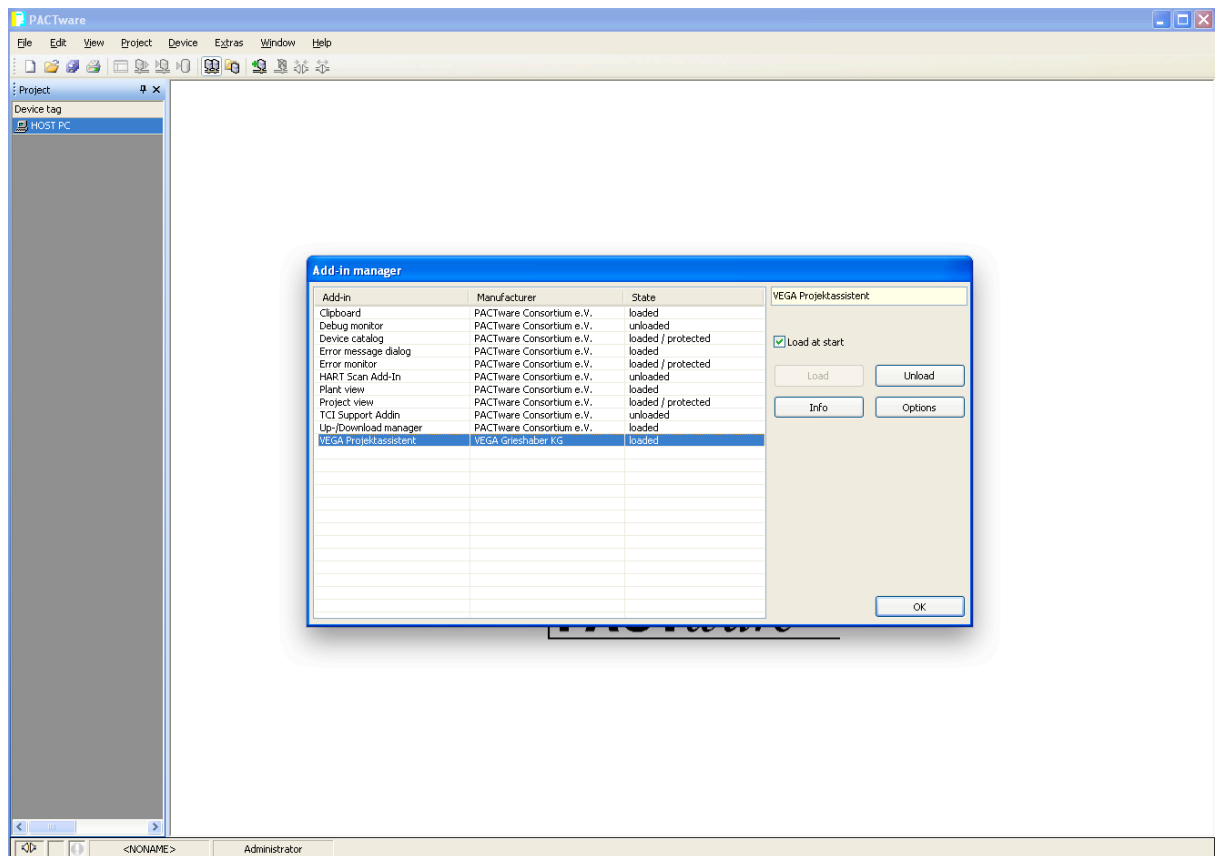 PACTware
File Edit View Project Device Extras Window Help
Project
Device tag
HOST PC
Add-in manager
Add-in Manufacturer State
Clipboard PACTware Consortium e.V. loaded
Debug monitor PACTware Consortium e.V. unloaded
Device catalog PACTware Consortium e.V. loaded / protected
Error message dialog PACTware Consortium e.V. loaded
Error monitor PACTware Consortium e.V. loaded / protected
HART Scan Add-In PACTware Consortium e.V. unloaded
Plant view PACTware Consortium e.V. loaded
Project view PACTware Consortium e.V. loaded / protected
TCI Support Addin PACTware Consortium e.V. unloaded
Up-/Download manager PACTware Consortium e.V. loaded
VEGA Projektassistent VEGA Grieshaber KG loaded
VEGA Projektassistent
Load at start
Load Unload
Info Options
OK
<NONAME> Administrator